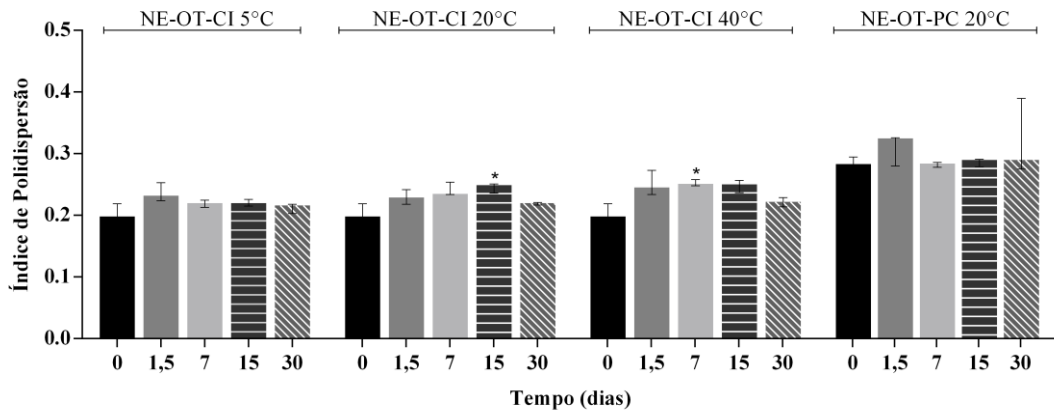 NE-OT-CI 5°C NE-OT-CI 20°C NE-OT-CI 40°C NE-OT-PC 20°C
Índice de Polidispersão
0.5
0.4
0.3
0.2
0.1
0.0
* *
0 1,5 7 15 30 0 1,5 7 15 30 0 1,5 7 15 30 0 1,5 7 15 30
Tempo (dias)